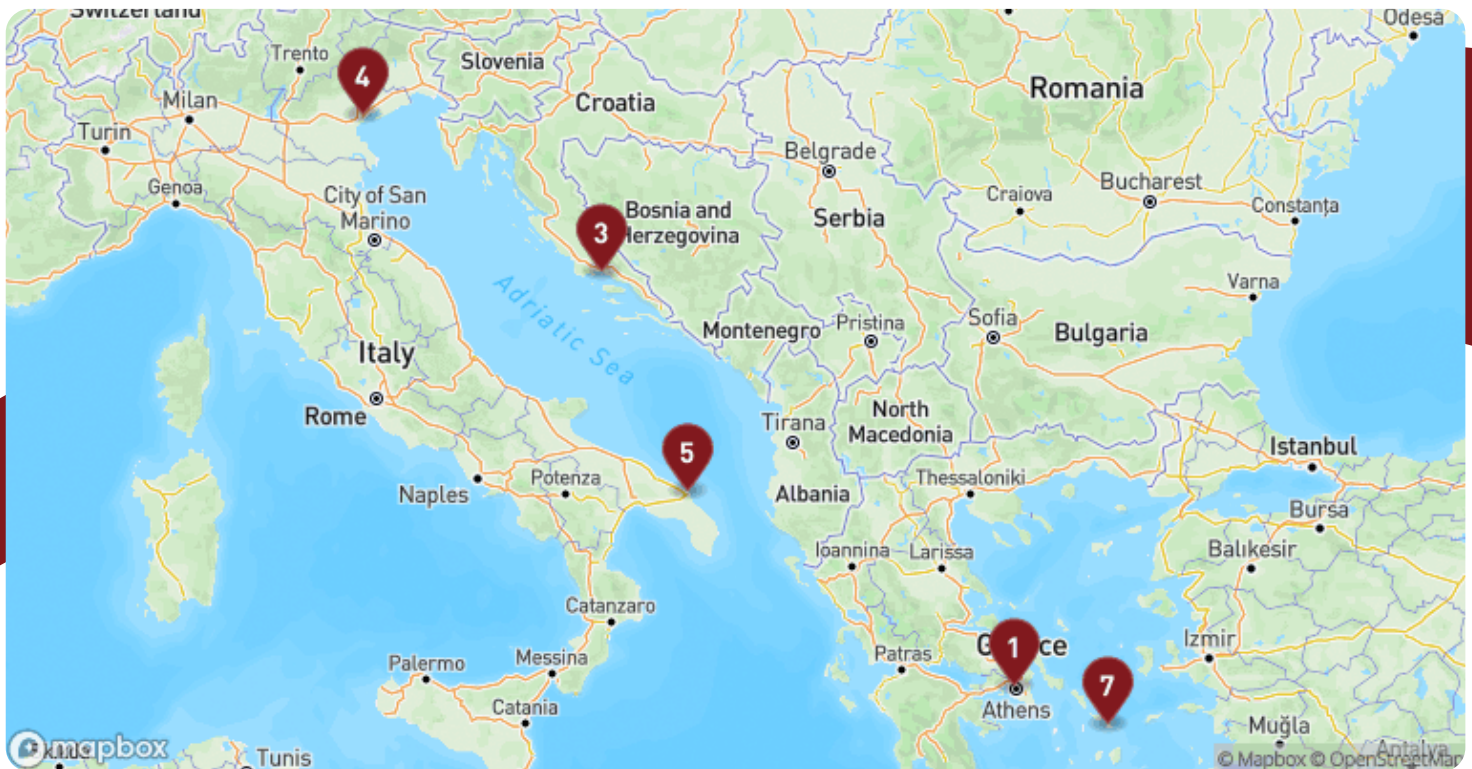 Switzerland
Odesa
Trento
Slovenia
4
Milan
Croatia
Romania
Turin
Belgrade
Genoa
City of San
Marino
Bosnia and
Herzegovina
3
Serbia
Craiova
Bucharest
Constanța
Adriatic Sea
Varna
Montenegro
Pristina
Sofia
Bulgaria
Italy
Rome
Tirana
North
Macedonia
Istanbul
5
Naples
Potenza
Albania
Thessaloniki
Bursa
Ioannina
Larissa
Balıkesir
Catanzaro
Palermo
Messina
Patras
1
Izmir
7
Catania
Athens
Muğla
mapbox
Tunis
Antalya
© Mapbox © OpenStreetMap